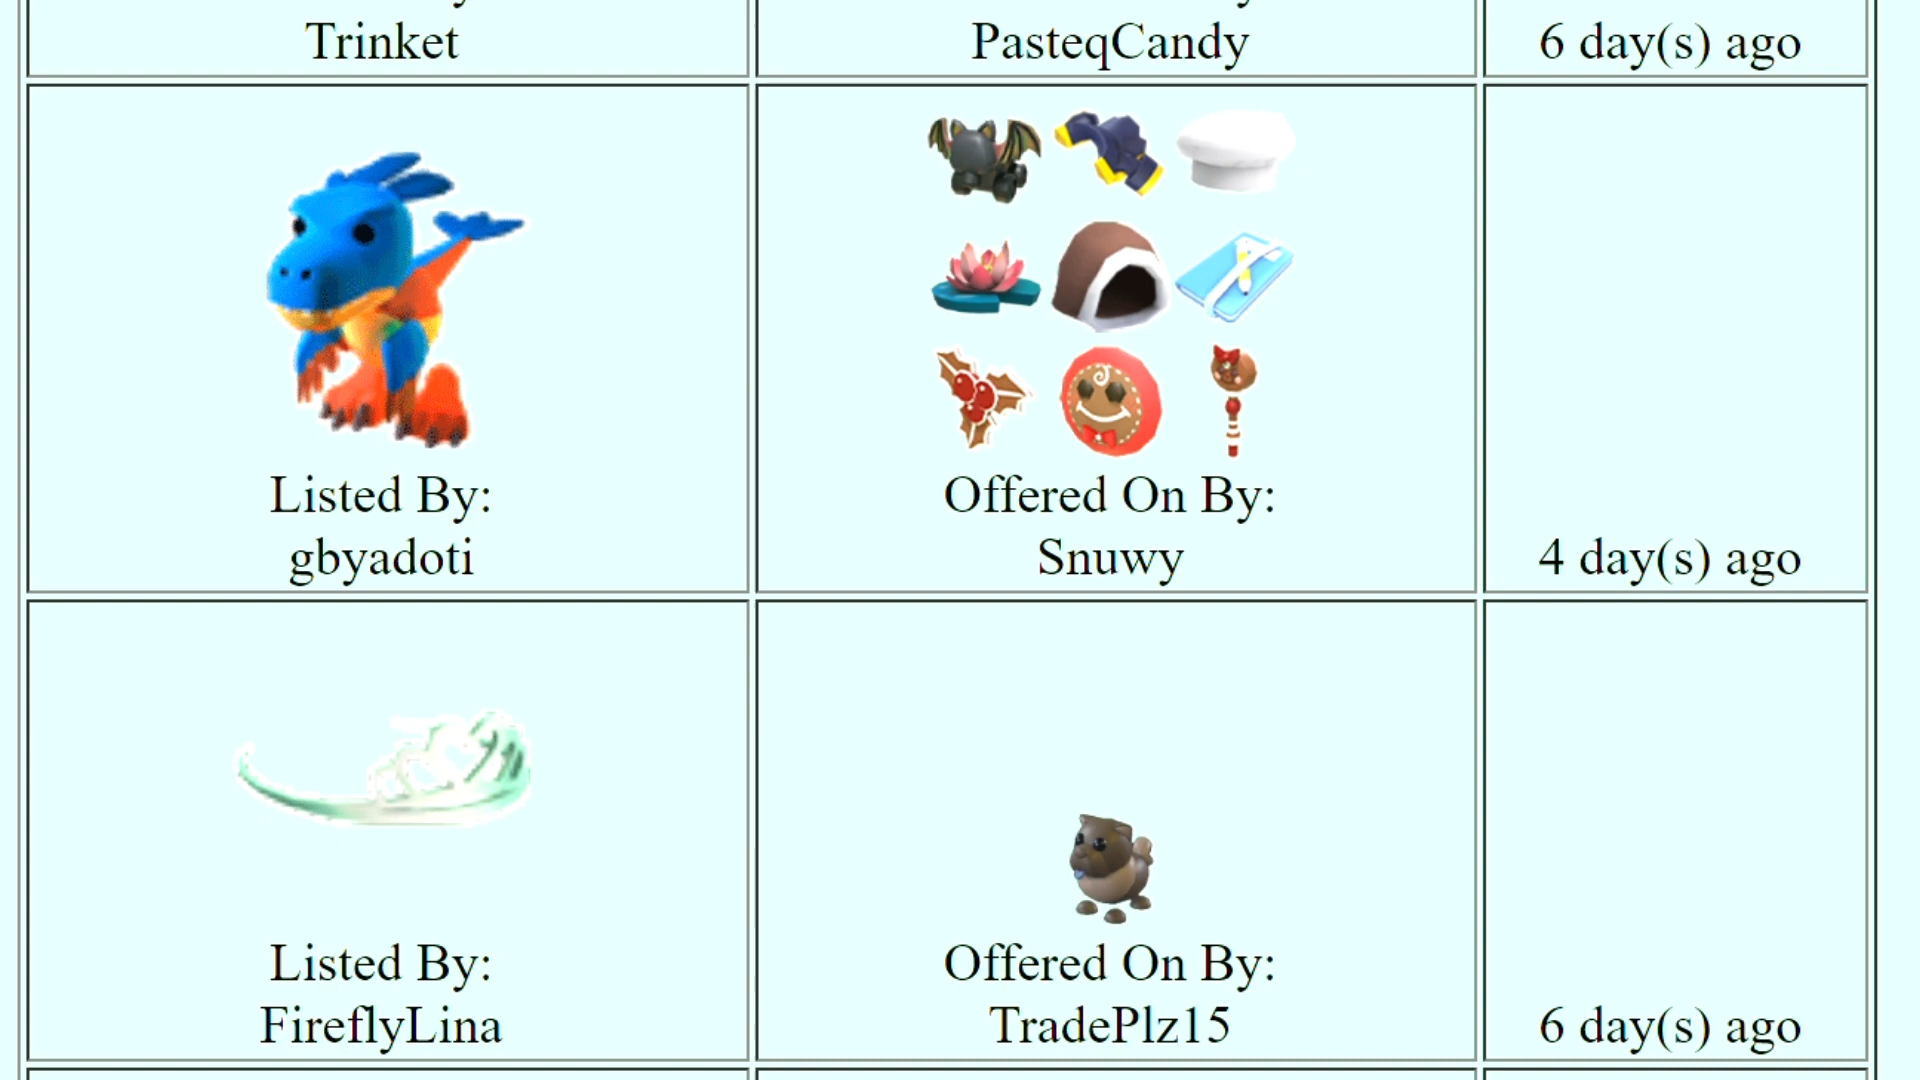 Trinket
PasteqCandy
6 day(s) ago
Listed By:
gbyadoti
Offered On By:
Snuwy
4 day(s) ago
Listed By:
FireflyLina
Offered On By:
TradePlz15
6 day(s) ago